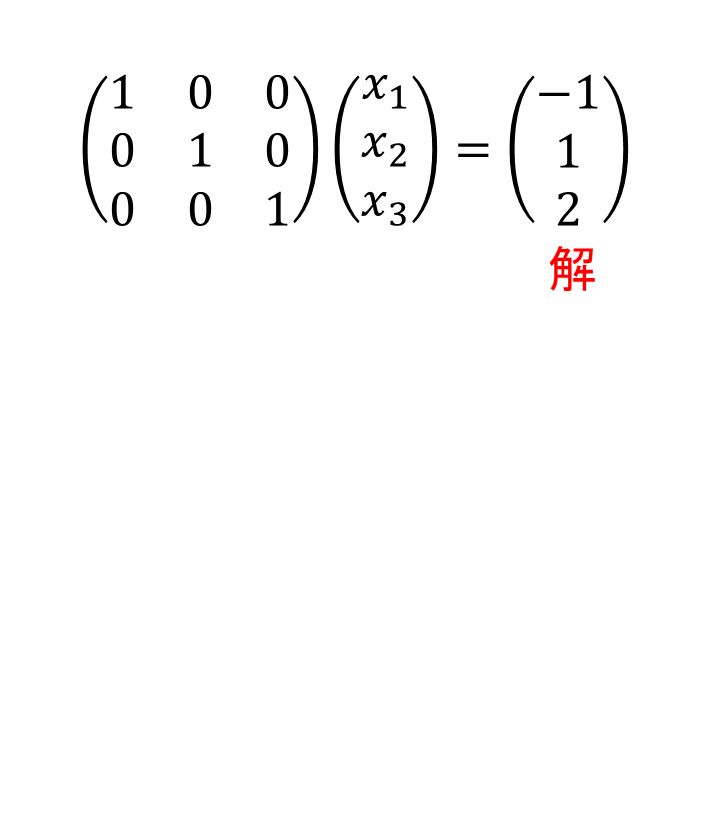 (1 0 0) (x₁) = (−1)
(0 1 0) (x₂) (1)
(0 0 1) (x₃) (2)
解